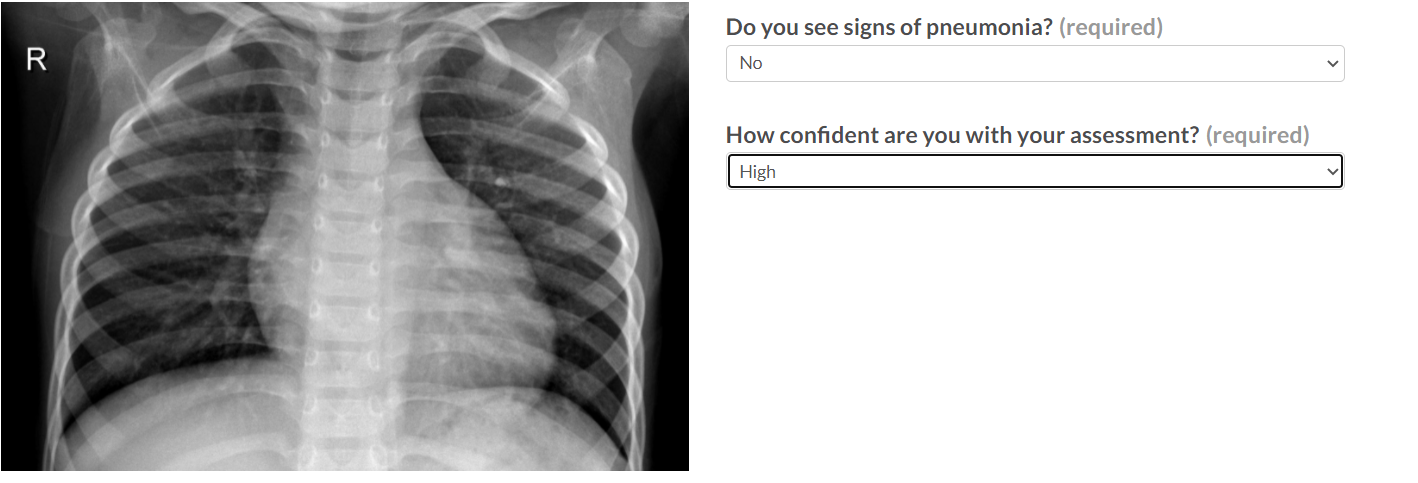 R
Do you see signs of pneumonia? (required)
No
How confident are you with your assessment? (required)
High